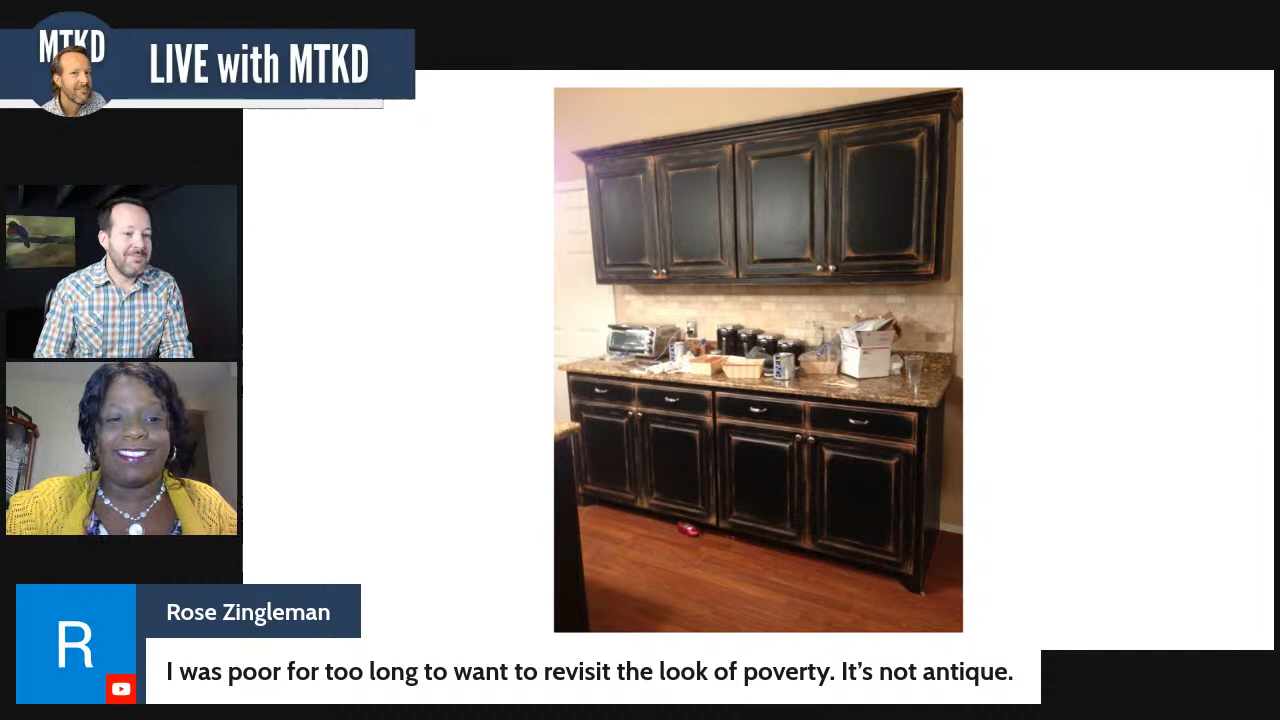 MTKD
LIVE with MTKD
R
Rose Zingleman
I was poor for too long to want to revisit the look of poverty. It’s not antique.